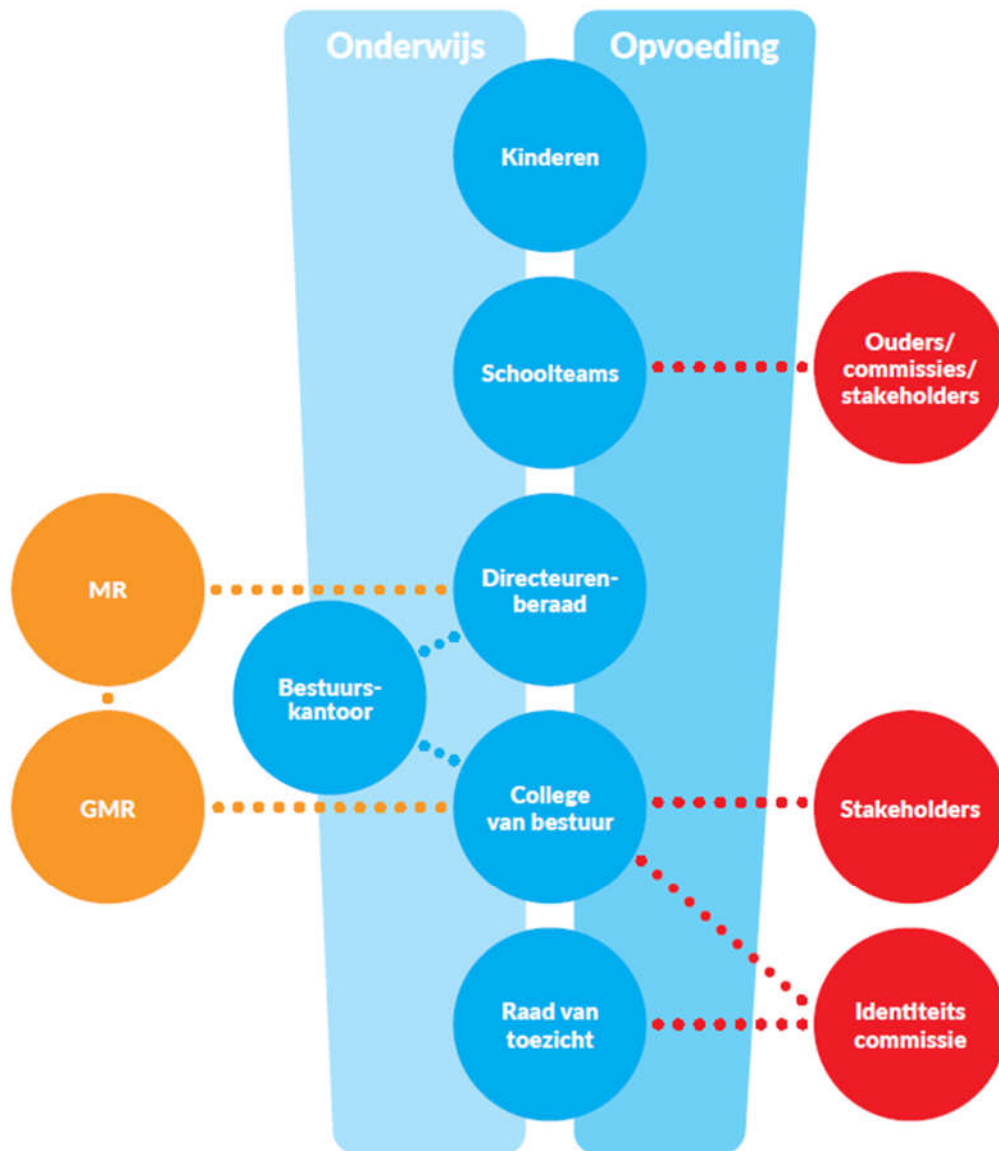 Onderwijs
Opvoeding
Kinderen
Schoolteams
Ouders/
commissies/
stakeholders
MR
Directeuren-
beraad
Bestuurs-
kantoor
GMR
College
van bestuur
Stakeholders
Raad van
toezicht
Identiteits
commissie